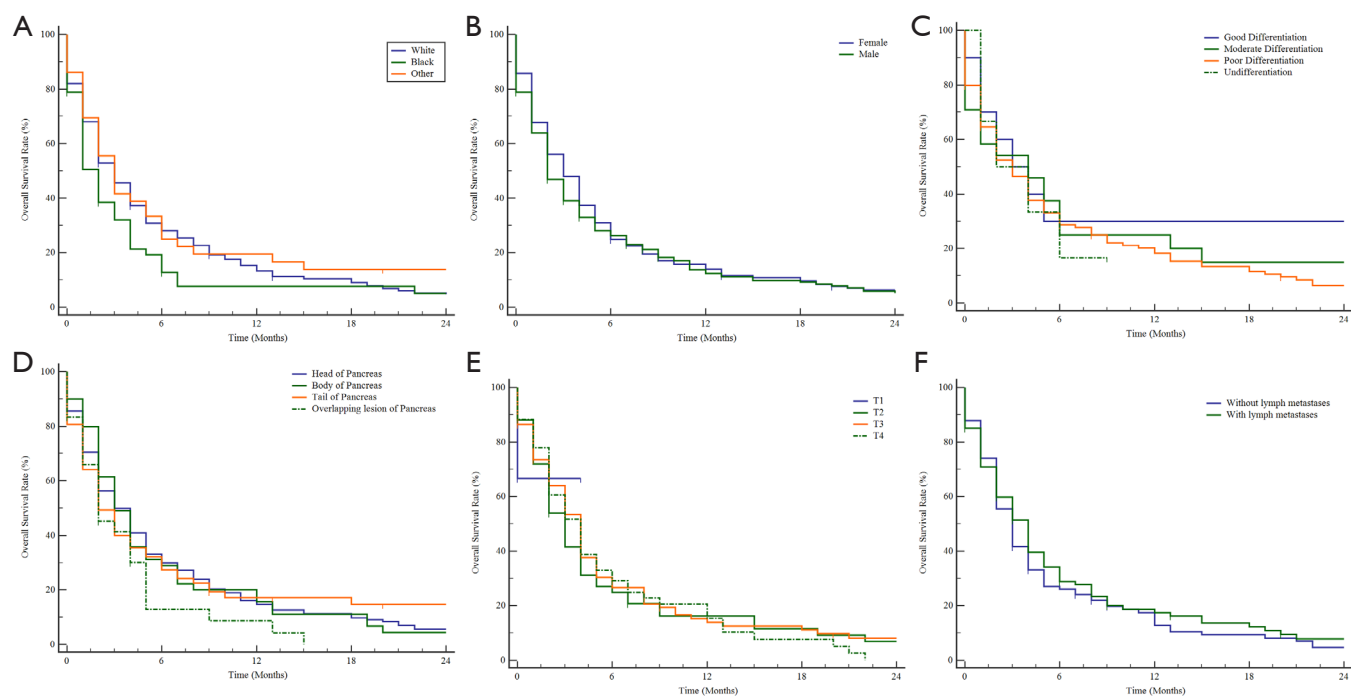 A
100
80
60
40
20
0
Overall Survival Rate (%)
White
Black
Other
0 6 12 18 24
Time (Months)
B
100
80
60
40
20
0
Overall Survival Rate (%)
Female
Male
0 6 12 18 24
Time (Months)
C
100
80
60
40
20
0
Overall Survival Rate (%)
Good Differentiation
Moderate Differentiation
Poor Differentiation
Undifferentiation
0 6 12 18 24
Time (Months)
D
100
80
60
40
20
0
Overall Survival Rate (%)
Head of Pancreas
Body of Pancreas
Tail of Pancreas
Overlapping lesion of Pancreas
0 6 12 18 24
Time (Months)
E
100
80
60
40
20
0
Overall Survival Rate (%)
T1
T2
T3
T4
0 6 12 18 24
Time (Months)
F
100
80
60
40
20
0
Overall Survival Rate (%)
Without lymph metastases
With lymph metastases
0 6 12 18 24
Time (Months)